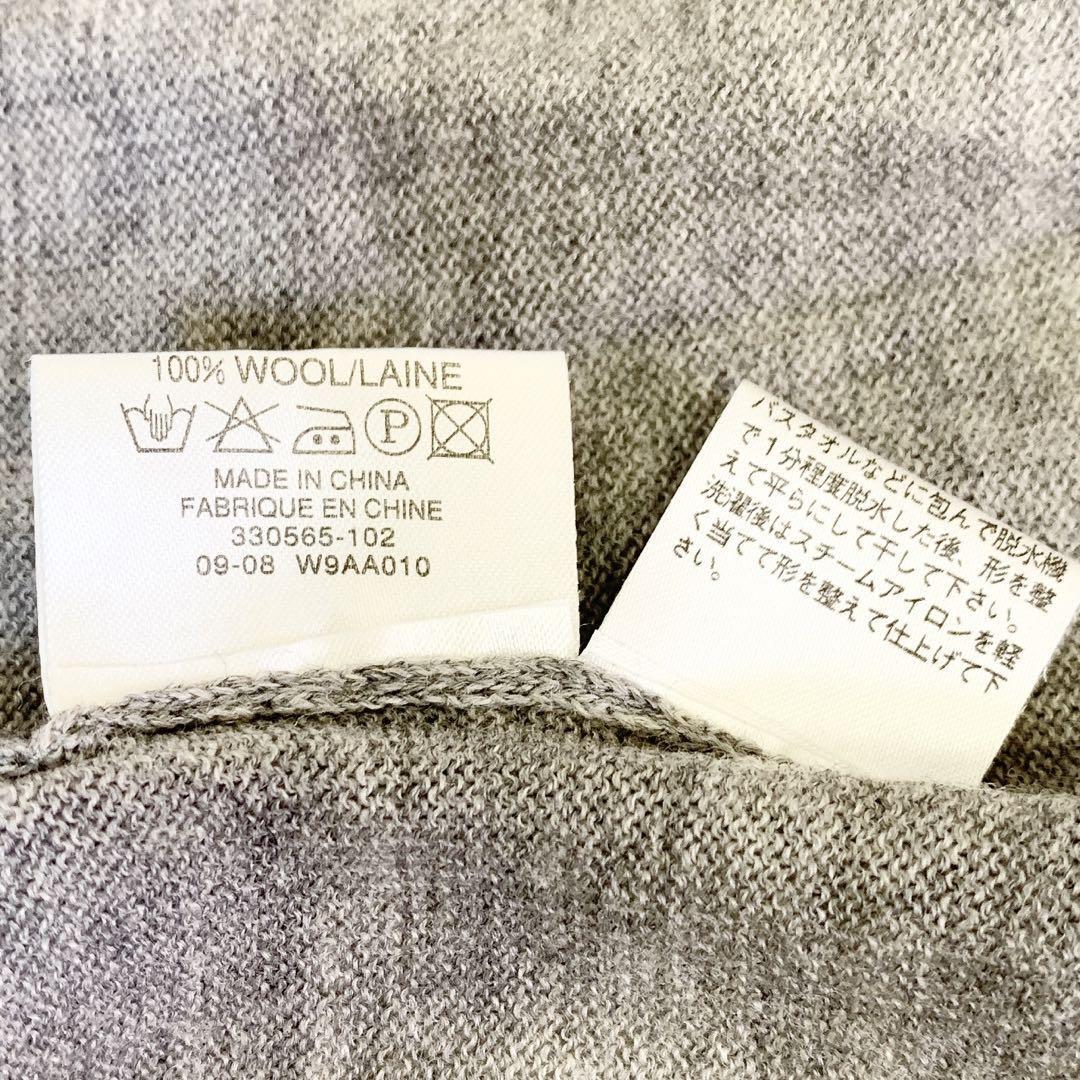 100% WOOL/LAINE
P
MADE IN CHINA
FABRIQUE EN CHINE
330565-102
09-08 W9AA010
バスタオルなどに包んで脱水機
で1分程度脱水した後、形を整
えて平らにして干して下さい。
洗濯後はスチームアイロンを軽
く当てて形を整えて仕上げて下
さい。